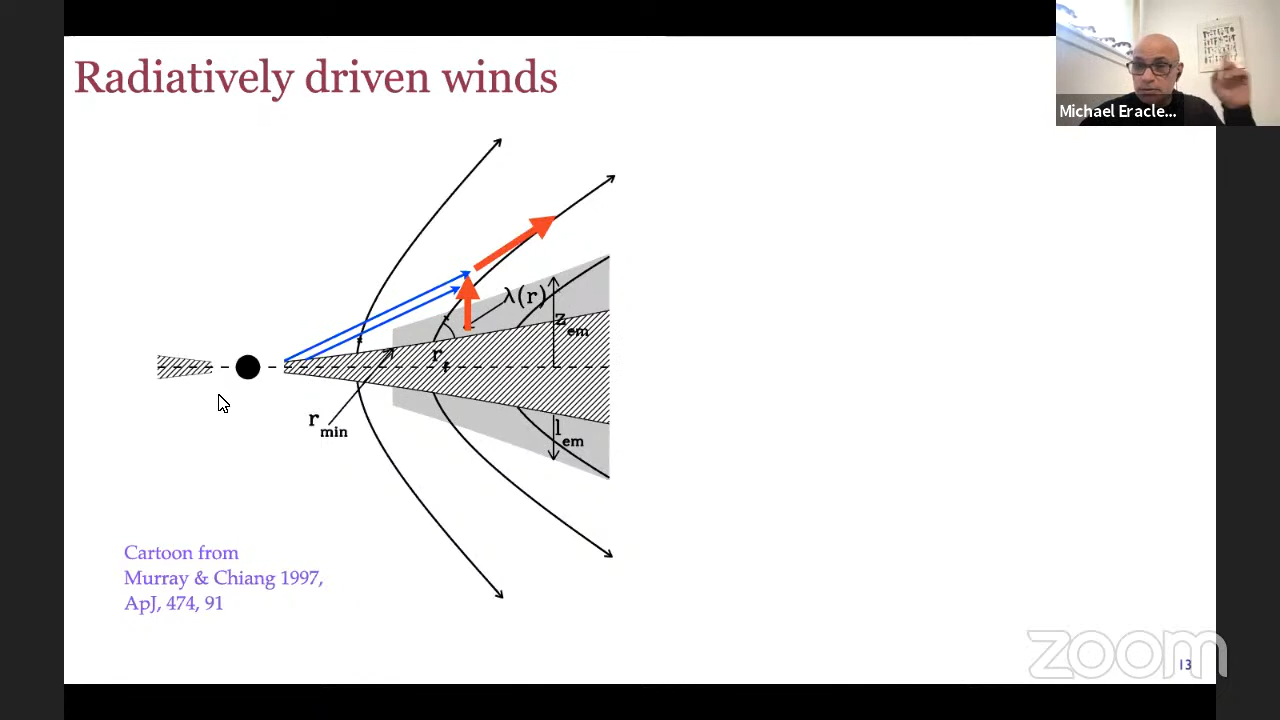 Radiatively driven winds
Michael Eracle...
λ(r)
z em
r f
r min
l em
Cartoon from
Murray & Chiang 1997,
ApJ, 474, 91
zoom
13